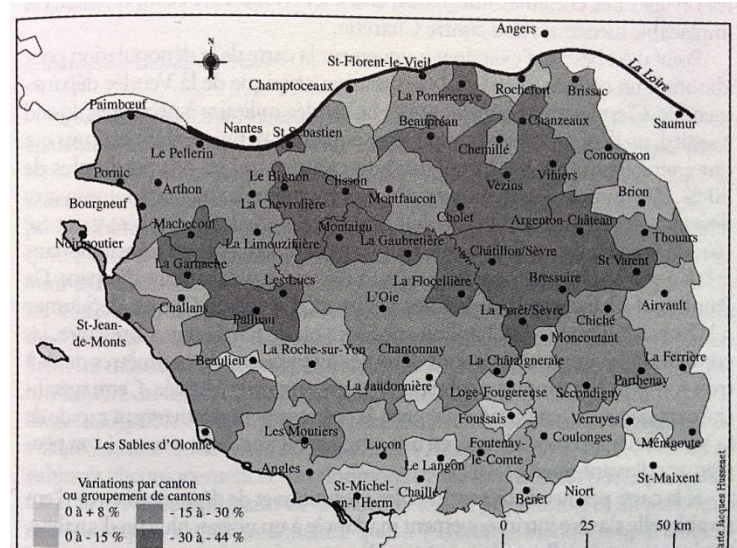 Angers
N
La Loire
St-Florent-le-Vieil
Champtoceaux
La Pommeraye
Rochefort
Brissac
Paimbœuf
Saumur
Nantes
St Sébastien
Beaupréau
Chanzeaux
Chemillé
Le Pellerin
Concourson
Pornic
Arthon
Le Bignon
Clisson
Vezins
Vihiers
Montfaucon
Brion
Bourgneuf
La Chevrolière
Cholet
Machecoul
Montaigu
Argenton-Château
Noirmoutier
La Limouzinière
La Gaubretière
Thouars
Châtillon/Sèvre
St Varent
La Garnache
Les Lucs
La Flocellière
Bressuire
Challans
L'Oie
Airvault
Palluau
La Forêt/Sèvre
Chiché
St-Jean-
de-Monts
Moncoutant
Beaulieu
La Roche-sur-Yon
Chantonnay
La Châtaigneraie
La Ferrière
La Jaudonnière
Loge-Fougereuse
Secondigny
Parthenay
Foussais
Verruyes
Les Sables d'Olonne
Les Moutiers
Luçon
Fontenay-
le-Comte
Coulonges
Ménigoute
Angles
Le Langon
St-Maixent
St-Michel-
en-l'Herm
Chaillé
Benet
Niort
Variations par canton
ou groupement de cantons
0 à + 8 %
- 15 à - 30 %
0 à - 15 %
- 30 à - 44 %
0
25
50 km
Carte Jacques Hussenet